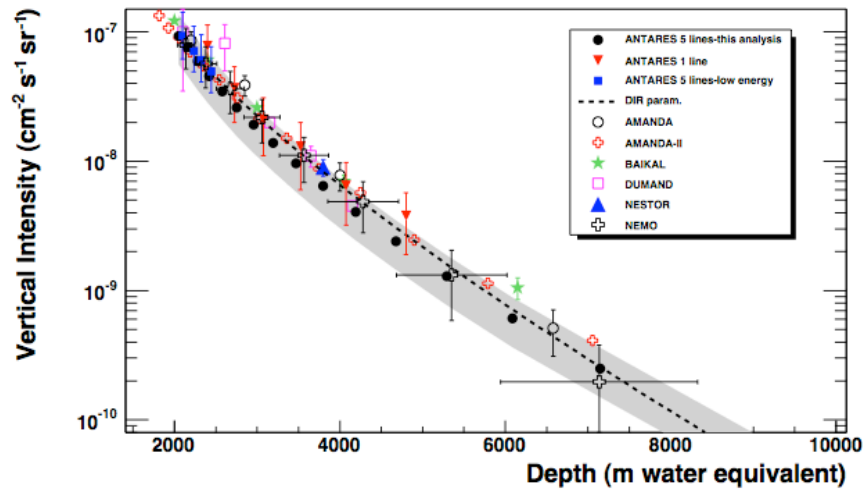 Vertical Intensity (cm-2 s-1 sr-1)
10-7
10-8
10-9
10-10
ANTARES 5 lines-this analysis
ANTARES 1 line
ANTARES 5 lines-low energy
DIR param.
AMANDA
AMANDA-II
BAIKAL
DUMAND
NESTOR
NEMO
2000 4000 6000 8000 10000
Depth (m water equivalent)